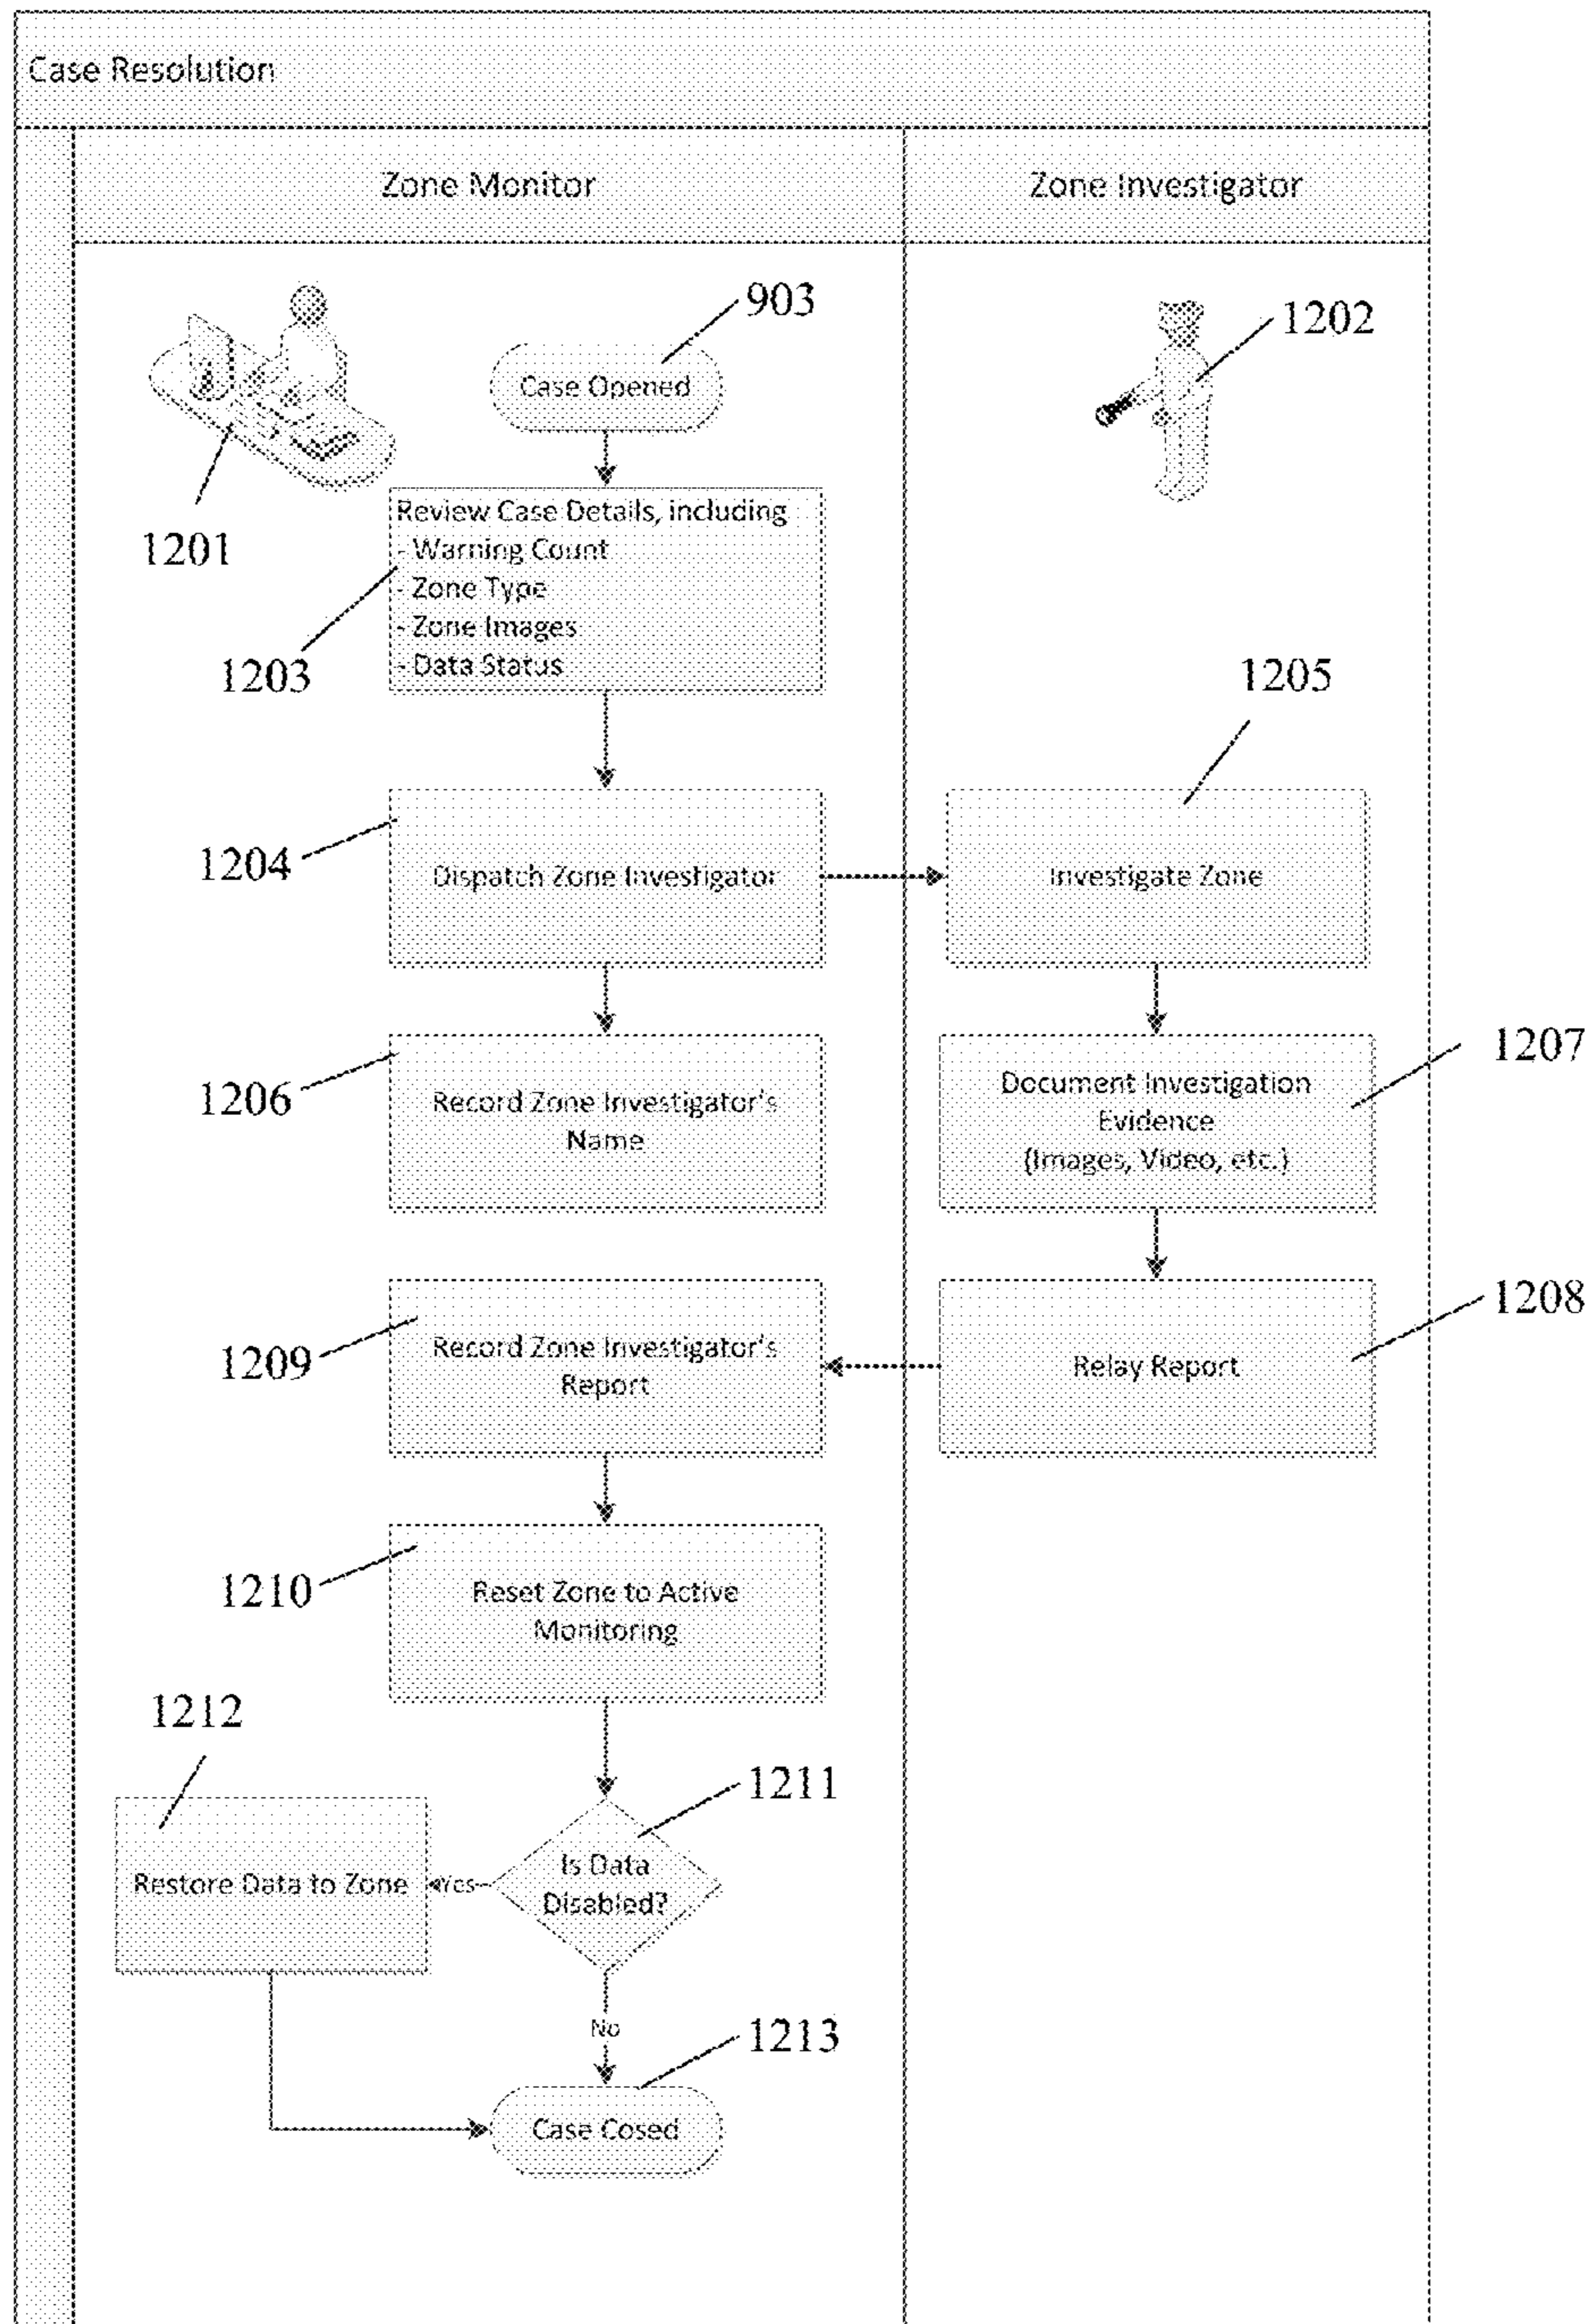 Case Resolution
Zone Monitor
Zone Investigator
903
1202
Case Opened
1201
Review Case Details, including
- Warning Count
- Zone Type
- Zone Images
- Data Status
1203
1205
1204
Dispatch Zone Investigator
Investigate Zone
1206
Record Zone Investigator's
Name
Document Investigation
Evidence
(Images, Video, etc.)
1207
1209
Record Zone Investigator's
Report
Relay Report
1208
1210
Reset Zone to Active
Monitoring
1212
1211
Restore Data to Zone
Yes
Is Data
Disabled?
No
1213
Case Cosed